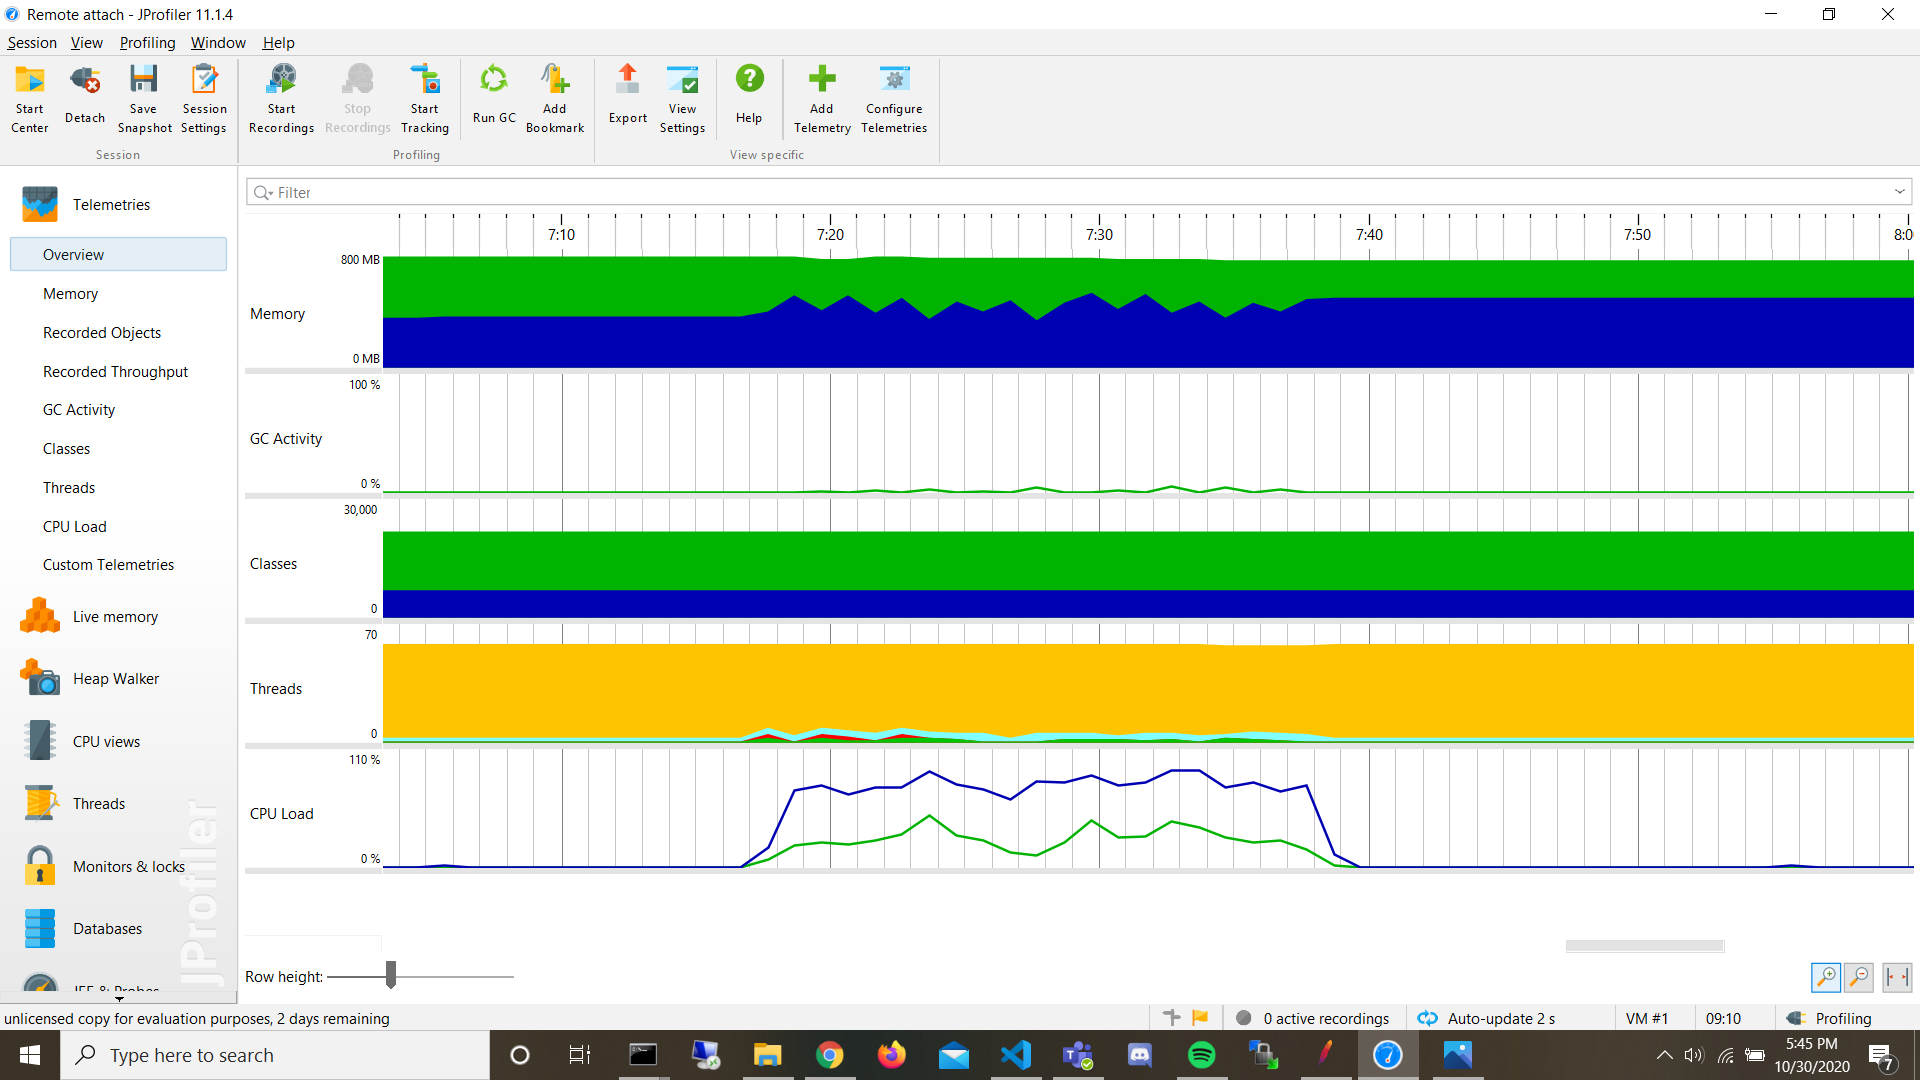 Remote attach - JProfiler 11.1.4
Session View Profiling Window Help
Start Center
Detach
Save Snapshot
Session Settings
Start Recordings
Stop Recordings
Start Tracking
Run GC
Add Bookmark
Export
View Settings
Help
Add Telemetry
Configure Telemetries
Session
Profiling
View specific
Telemetries
Overview
Memory
Recorded Objects
Recorded Throughput
GC Activity
Classes
Threads
CPU Load
Custom Telemetries
Live memory
Heap Walker
CPU views
Threads
Monitors & locks
Databases
JEE & Probes
JProfiler
Filter
7:10 7:20 7:30 7:40 7:50 8:0
800 MB
Memory
0 MB
100 %
GC Activity
0 %
30,000
Classes
0
70
Threads
0
110 %
CPU Load
0 %
Row height:
unlicensed copy for evaluation purposes, 2 days remaining
0 active recordings
Auto-update 2 s
VM #1
09:10
Profiling
Type here to search
5:45 PM
10/30/2020
7